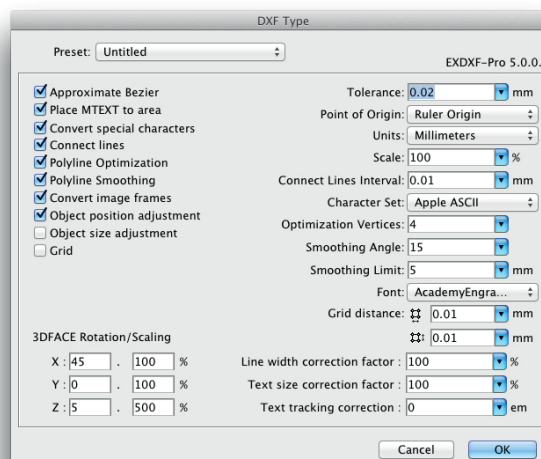 DXF Type
Preset: Untitled
EXDXF-Pro 5.0.0.
Approximate Bezier
Place MTEXT to area
Convert special characters
Connect lines
Polyline Optimization
Polyline Smoothing
Convert image frames
Object position adjustment
Object size adjustment
Grid
Tolerance: 0.02 mm
Point of Origin: Ruler Origin
Units: Millimeters
Scale: 100 %
Connect Lines Interval: 0.01 mm
Character Set: Apple ASCII
Optimization Vertices: 4
Smoothing Angle: 15
Smoothing Limit: 5 mm
Font: AcademyEngra...
Grid distance: 0.01 mm
0.01 mm
3DFACE Rotation/Scaling
X : 45 . 100 %
Y : 0 . 100 %
Z : 5 . 500 %
Line width correction factor : 100 %
Text size correction factor : 100 %
Text tracking correction : 0 em
Cancel OK